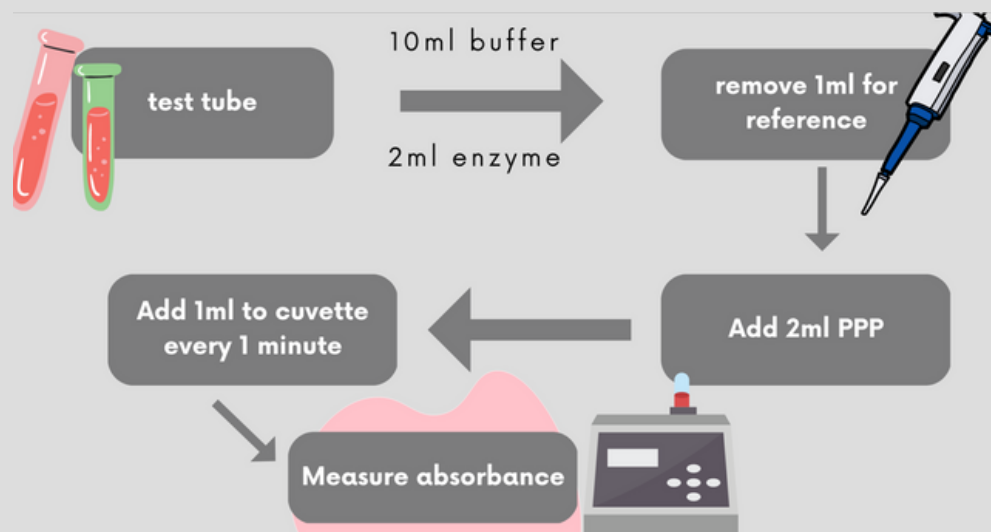 test tube
10ml buffer
2ml enzyme
remove 1ml for
reference
Add 2ml PPP
Add 1ml to cuvette
every 1 minute
Measure absorbance